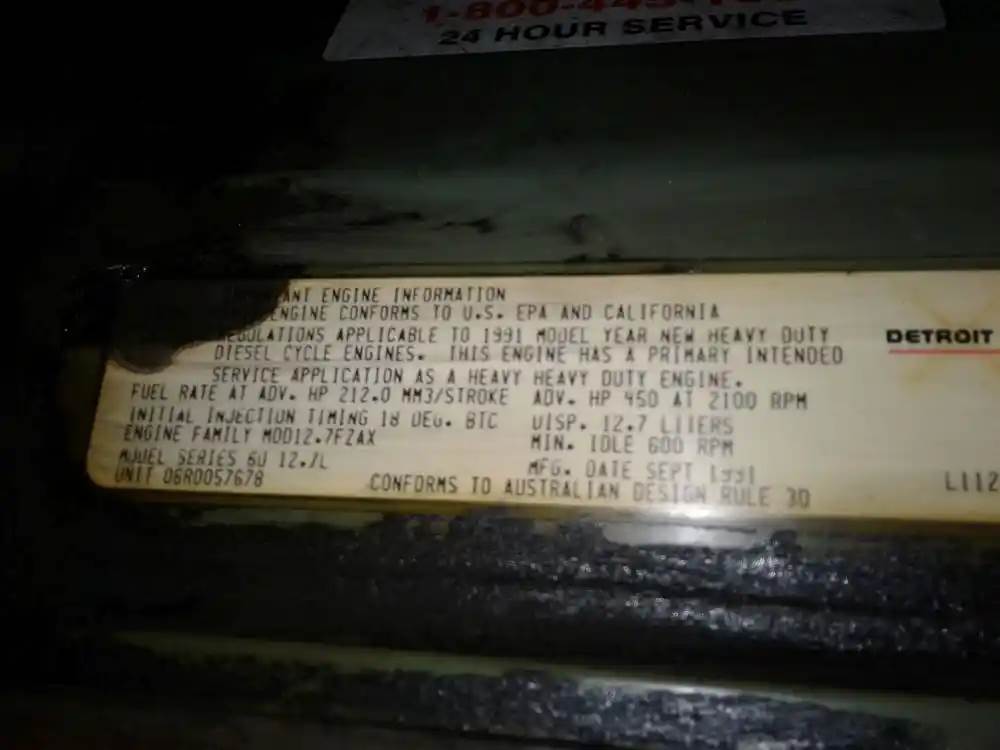 24 HOUR SERVICE
ENGINE INFORMATION
ENGINE CONFORMS TO U.S. EPA AND CALIFORNIA
REGULATIONS APPLICABLE TO 1991 MODEL YEAR NEW HEAVY DUTY
DIESEL CYCLE ENGINES. THIS ENGINE HAS A PRIMARY INTENDED
SERVICE APPLICATION AS A HEAVY HEAVY DUTY ENGINE.
FUEL RATE AT ADV. HP 212.0 MM3/STROKE ADV. HP 450 AT 2100 RPM
INITIAL INJECTION TIMING 18 DEG. BTC DISP. 12.7 LITERS
ENGINE FAMILY MDD12.7FZAX MIN. IDLE 600 RPM
MODEL SERIES 60 12.7L MFG. DATE SEPT 1991
UNIT 06R0057678 CONFORMS TO AUSTRALIAN DESIGN RULE 30
DETROIT
L112